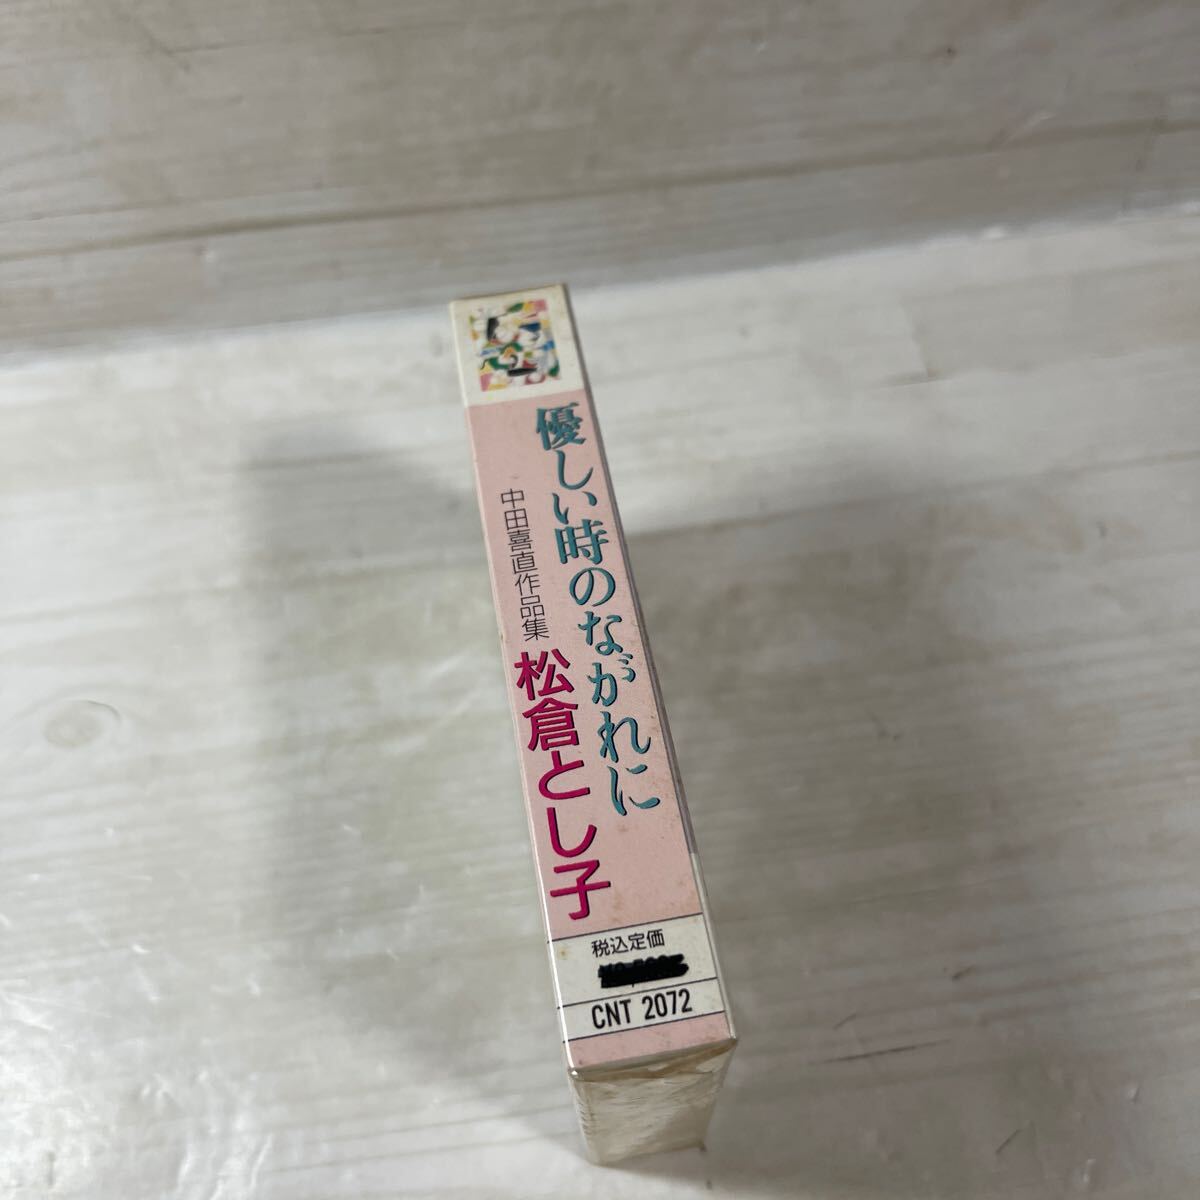 優しい時のながれに
中田喜直作品集
松倉とし子
税込定価
CNT 2072